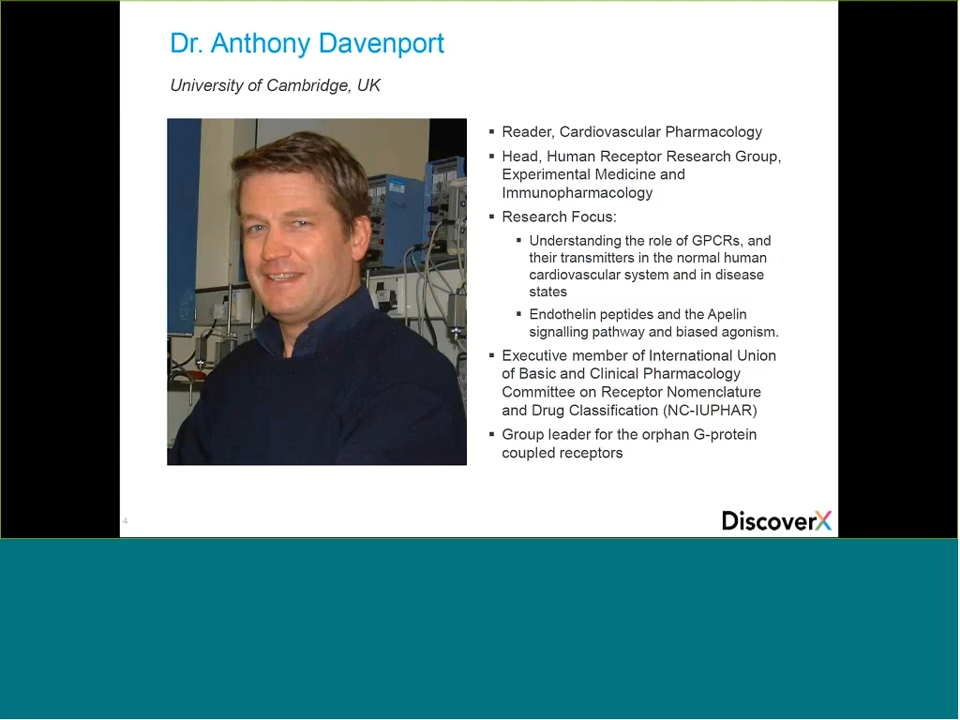 Dr. Anthony Davenport
University of Cambridge, UK
▪ Reader, Cardiovascular Pharmacology
▪ Head, Human Receptor Research Group,
Experimental Medicine and
Immunopharmacology
▪ Research Focus:
▪ Understanding the role of GPCRs, and
their transmitters in the normal human
cardiovascular system and in disease
states
▪ Endothelin peptides and the Apelin
signalling pathway and biased agonism.
▪ Executive member of International Union
of Basic and Clinical Pharmacology
Committee on Receptor Nomenclature
and Drug Classification (NC-IUPHAR)
▪ Group leader for the orphan G-protein
coupled receptors
4
DiscoverX